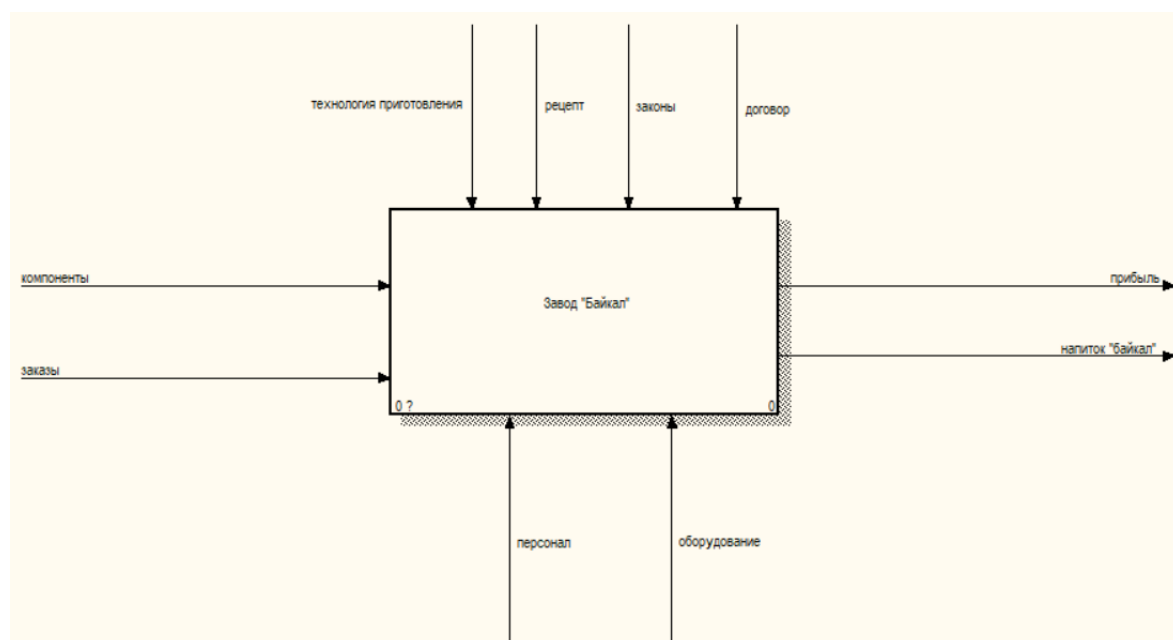 технология приготовления
рецепт
законы
договор
компоненты
прибыль
Завод "Байкал"
напиток "байкал"
заказы
0 ?
0
персонал
оборудование